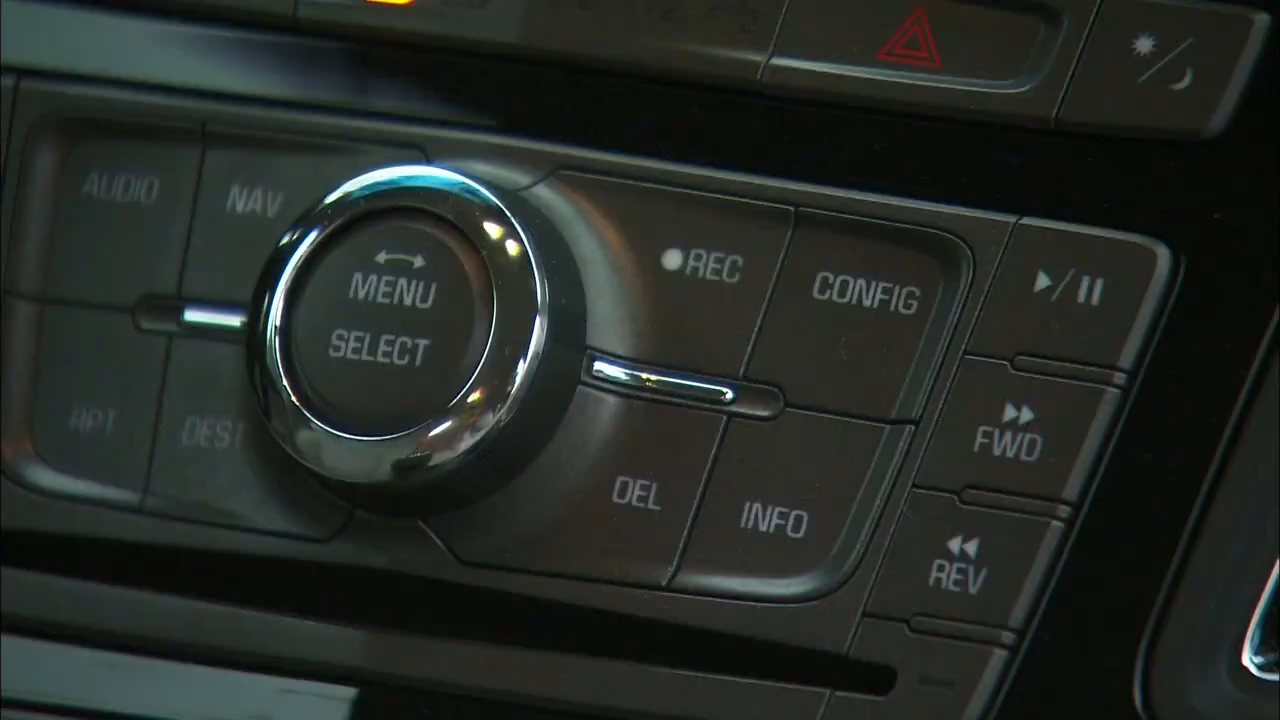 AUDIO
NAV
MENU
SELECT
REC
CONFIG
FWD
RPT
DEST
DEL
INFO
REV